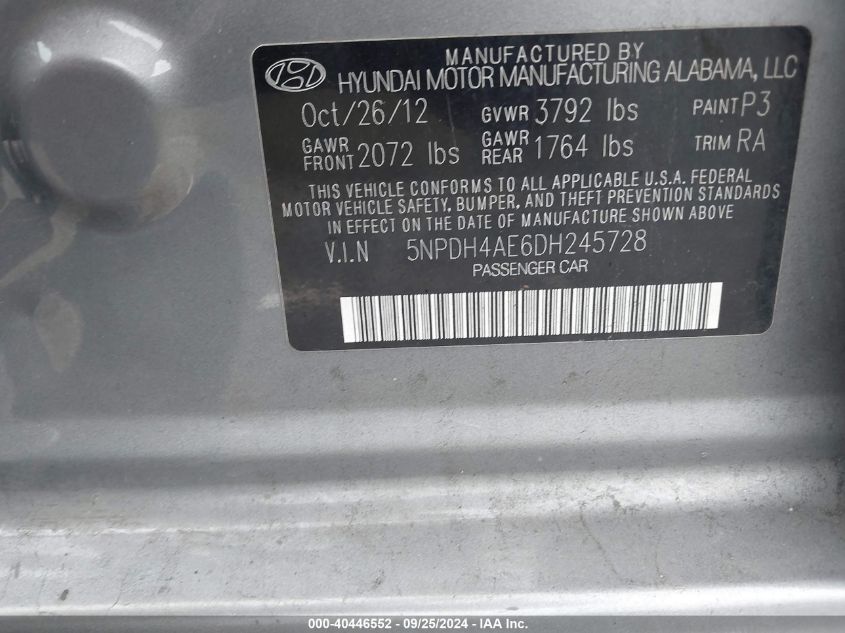 MANUFACTURED BY
HYUNDAI MOTOR MANUFACTURING ALABAMA, LLC
Oct/26/12 GVWR 3792 lbs PAINT P3
GAWR FRONT 2072 lbs GAWR REAR 1764 lbs TRIM RA
THIS VEHICLE CONFORMS TO ALL APPLICABLE U.S.A. FEDERAL
MOTOR VEHICLE SAFETY, BUMPER, AND THEFT PREVENTION STANDARDS
IN EFFECT ON THE DATE OF MANUFACTURE SHOWN ABOVE
V.I.N 5NPDH4AE6DH245728
PASSENGER CAR
000-40446552 - 09/25/2024 - IAA, Inc.